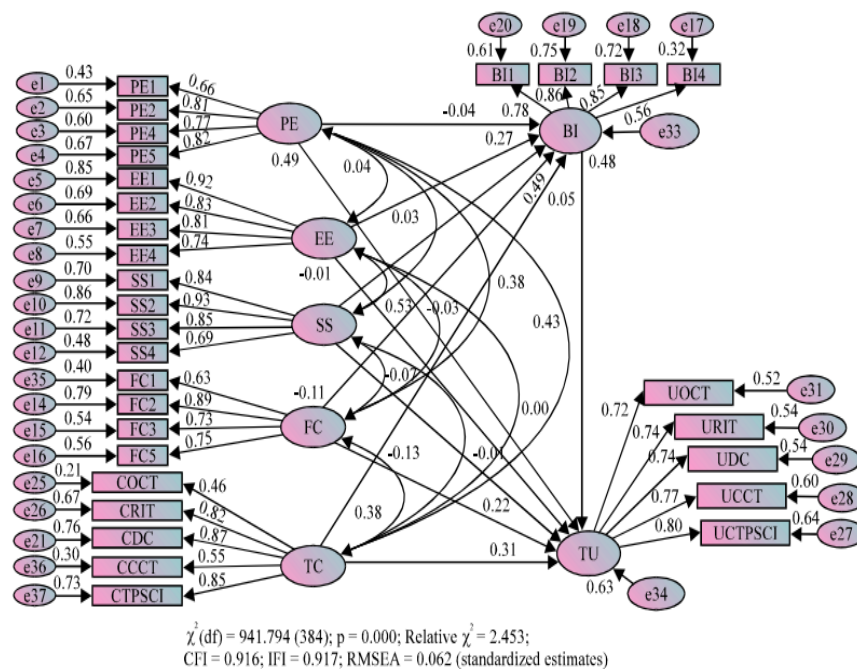 e20 e19 e18 e17
0.61 0.75 0.72 0.32
BI1 BI2 BI3 BI4
0.78 0.86 0.85 0.56
e1 0.43 PE1 0.66
e2 0.65 PE2 0.81
e3 0.60 PE4 0.77
e4 0.67 PE5 0.82
PE 0.49 -0.04 BI e33
0.04 0.27 0.48
e5 0.85 EE1 0.92
e6 0.69 EE2 0.83
e7 0.66 EE3 0.81
e8 0.55 EE4 0.74
EE 0.03 0.49 0.05
-0.01
e9 0.70 SS1 0.84
e10 0.86 SS2 0.93
e11 0.72 SS3 0.85
e12 0.48 SS4 0.69
SS 0.53 -0.03 0.38 0.43
-0.07
e35 0.40 FC1 0.63
e14 0.79 FC2 0.89
e15 0.54 FC3 0.73
e16 0.56 FC5 0.75
-0.11 FC 0.00
-0.13 -0.01
e25 0.21 COCT 0.46
e26 0.67 CRIT 0.82
e21 0.76 CDC 0.87
e36 0.30 CCCT 0.55
e37 0.73 CTPSCI 0.85
0.38 0.22
TC 0.31 TU
0.63 e34
0.72 UOCT 0.52 e31
0.74 URIT 0.54 e30
0.74 UDC 0.54 e29
0.77 UCCT 0.60 e28
0.80 UCTPSCI 0.64 e27
χ²(df) = 941.794 (384); p = 0.000; Relative χ² = 2.453;
CFI = 0.916; IFI = 0.917; RMSEA = 0.062 (standardized estimates)